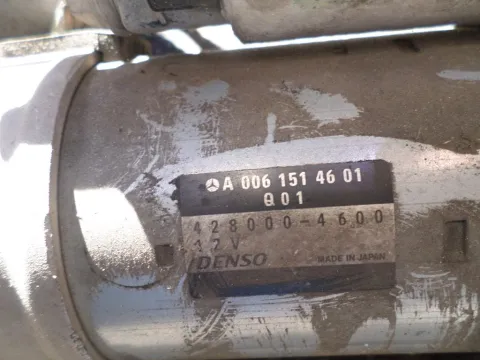 A 006 151 46 01
Q01
428000-4600
12V
DENSO MADE IN JAPAN